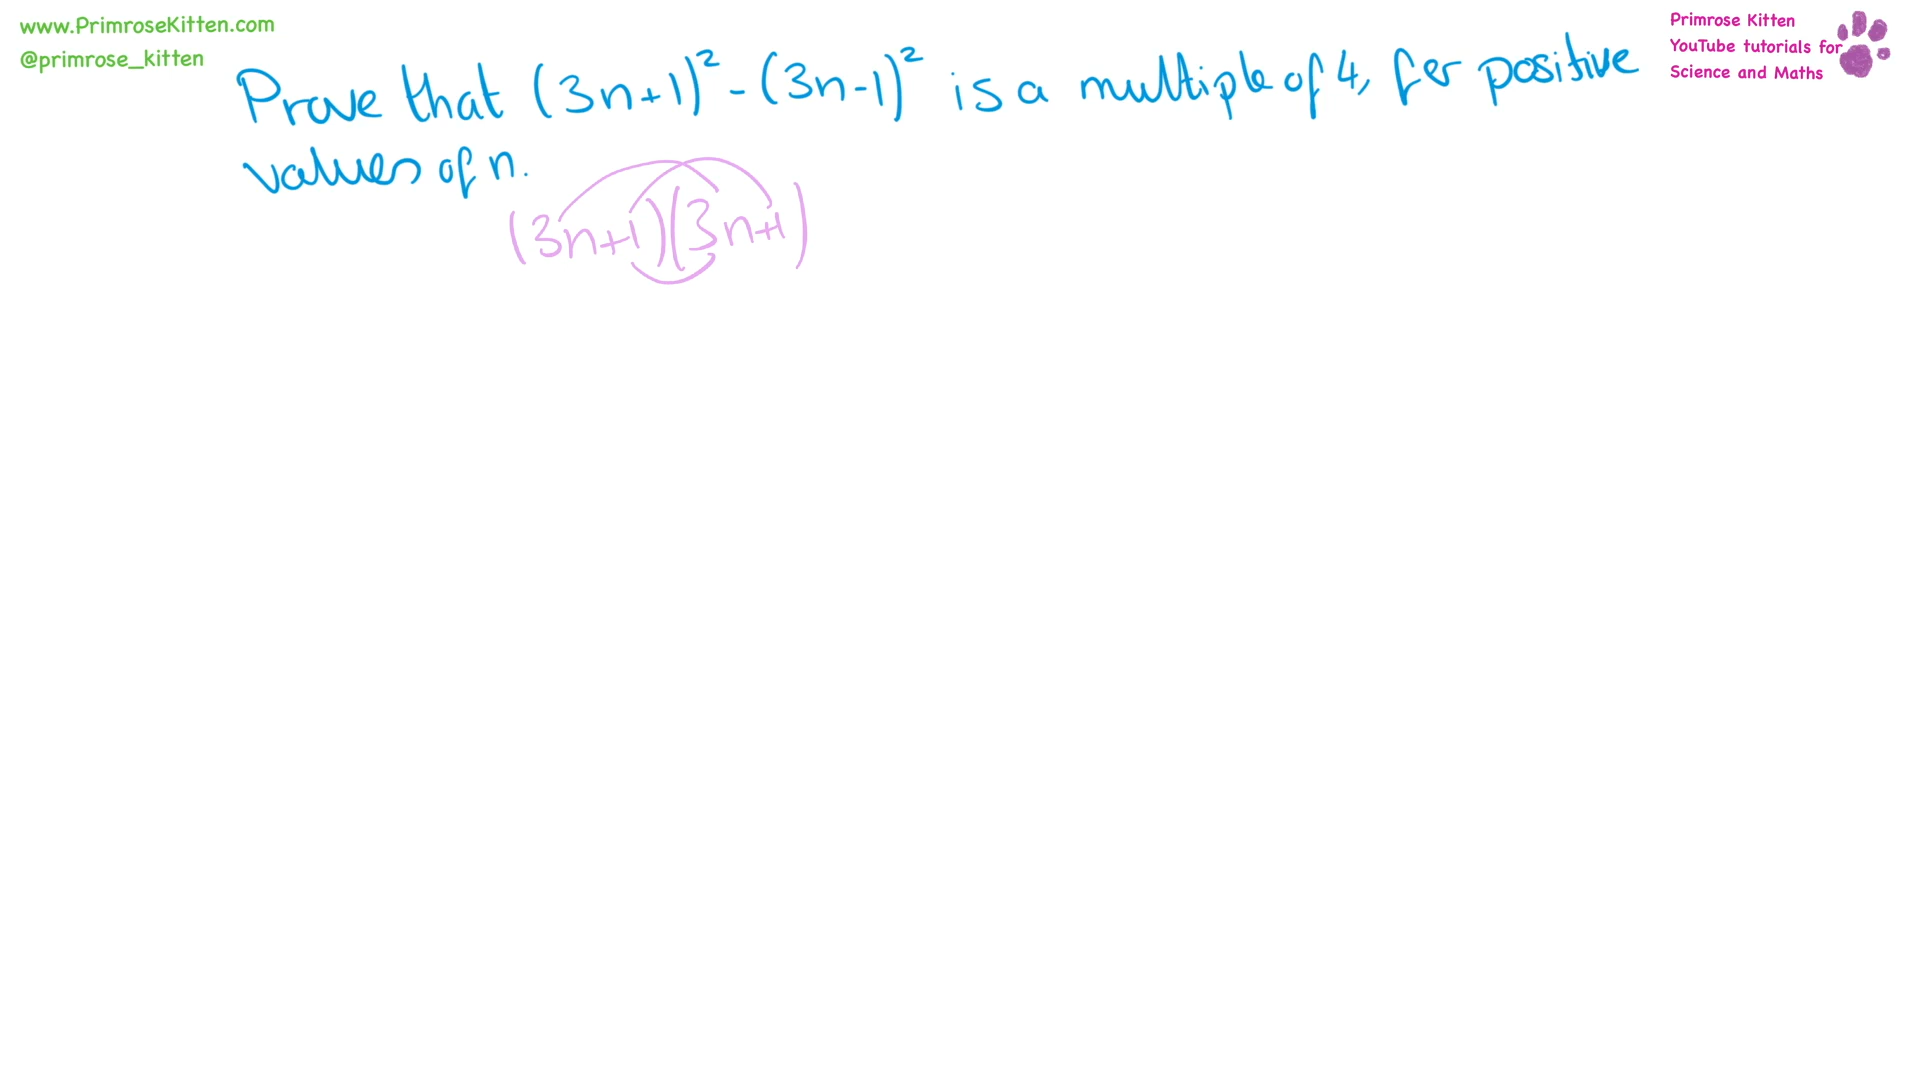 www.PrimroseKitten.com
@primrose_kitten
Primrose Kitten
YouTube tutorials for
Science and Maths
Prove that (3n+1)² - (3n-1)² is a multiple of 4, for positive
values of n.
(3n+1)(3n+1)